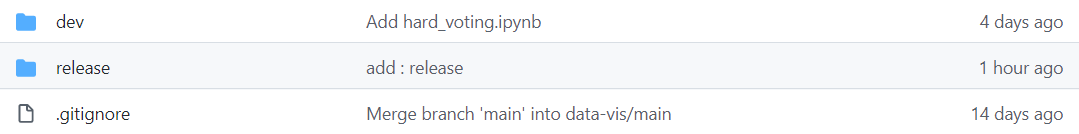 dev Add hard_voting.ipynb 4 days ago
release add : release 1 hour ago
.gitignore Merge branch 'main' into data-vis/main 14 days ago